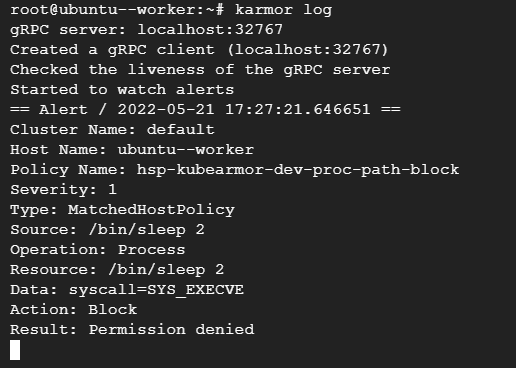 root@ubuntu--worker:~# karmor log
gRPC server: localhost:32767
Created a gRPC client (localhost:32767)
Checked the liveness of the gRPC server
Started to watch alerts
== Alert / 2022-05-21 17:27:21.646651 ==
Cluster Name: default
Host Name: ubuntu--worker
Policy Name: hsp-kubearmor-dev-proc-path-block
Severity: 1
Type: MatchedHostPolicy
Source: /bin/sleep 2
Operation: Process
Resource: /bin/sleep 2
Data: syscall=SYS_EXECVE
Action: Block
Result: Permission denied